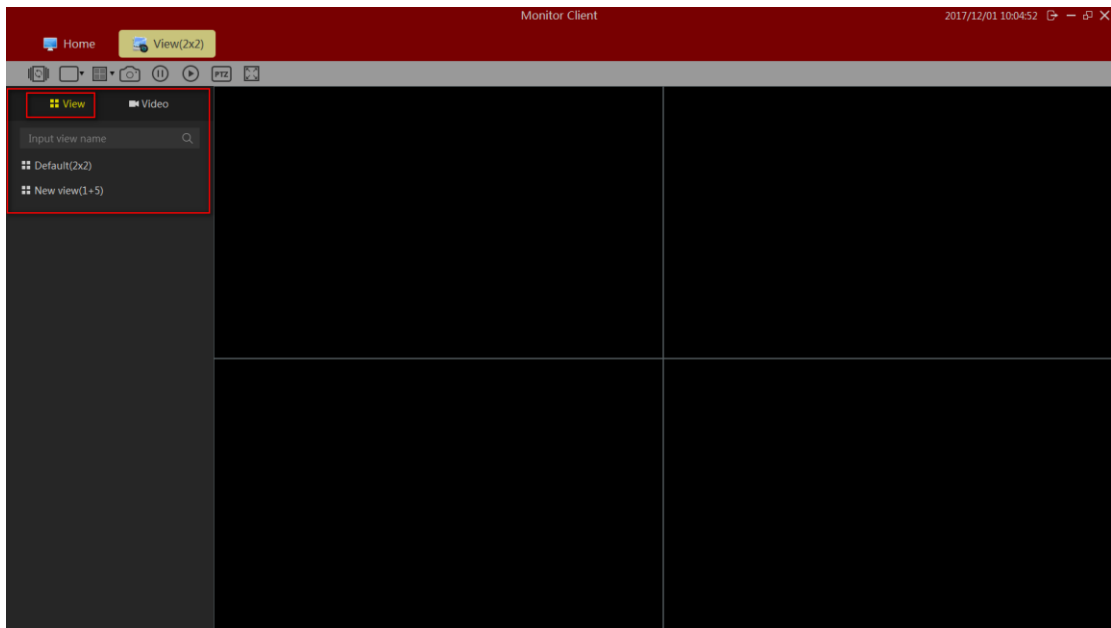 Monitor Client
2017/12/01 10:04:52
Home
View(2x2)
PTZ
View
Video
Input view name
Default(2x2)
New view(1+5)